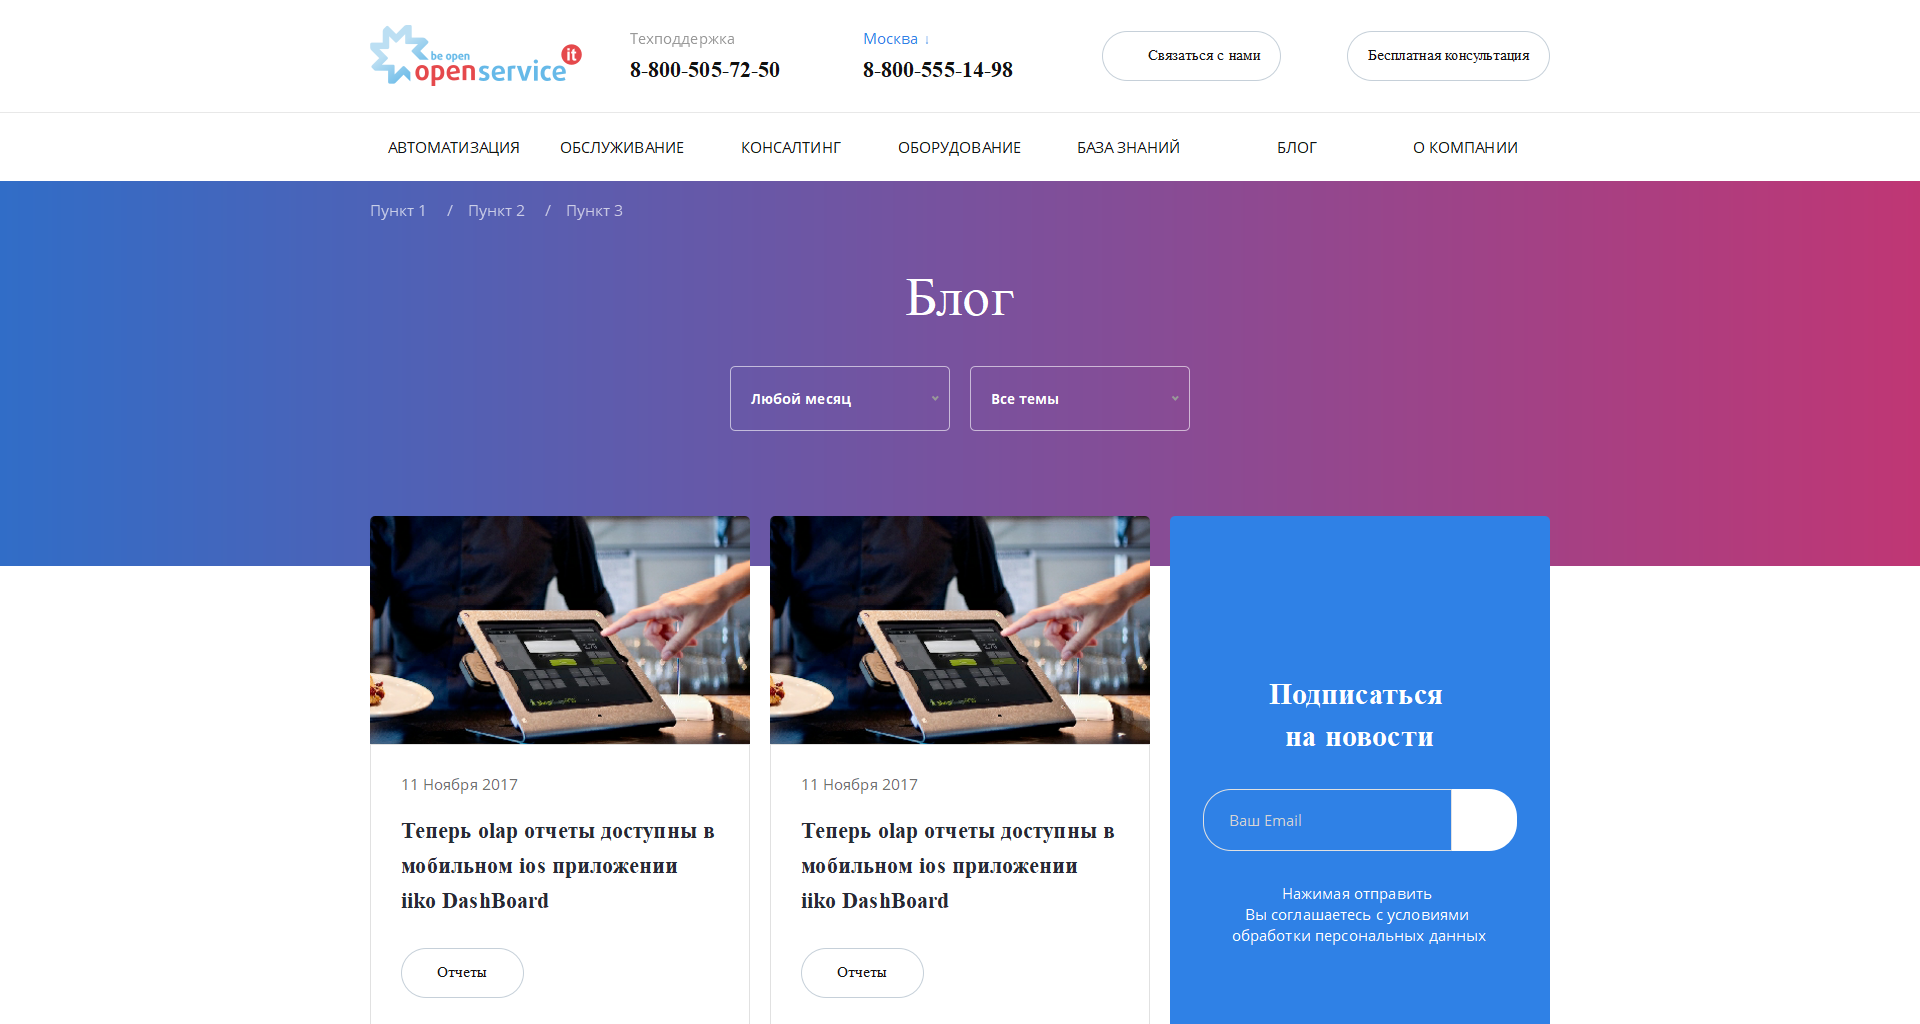 be open
openservice
it
Техподдержка
8-800-505-72-50
Москва ↓
8-800-555-14-98
Связаться с нами
Бесплатная консультация
АВТОМАТИЗАЦИЯ
ОБСЛУЖИВАНИЕ
КОНСАЛТИНГ
ОБОРУДОВАНИЕ
БАЗА ЗНАНИЙ
БЛОГ
О КОМПАНИИ
Пункт 1 / Пункт 2 / Пункт 3
Блог
Любой месяц
Все темы
11 Ноября 2017
Теперь olap отчеты доступны в
мобильном ios приложении
iiko DashBoard
Отчеты
11 Ноября 2017
Теперь olap отчеты доступны в
мобильном ios приложении
iiko DashBoard
Отчеты
Подписаться
на новости
Ваш Email
Нажимая отправить
Вы соглашаетесь с условиями
обработки персональных данных